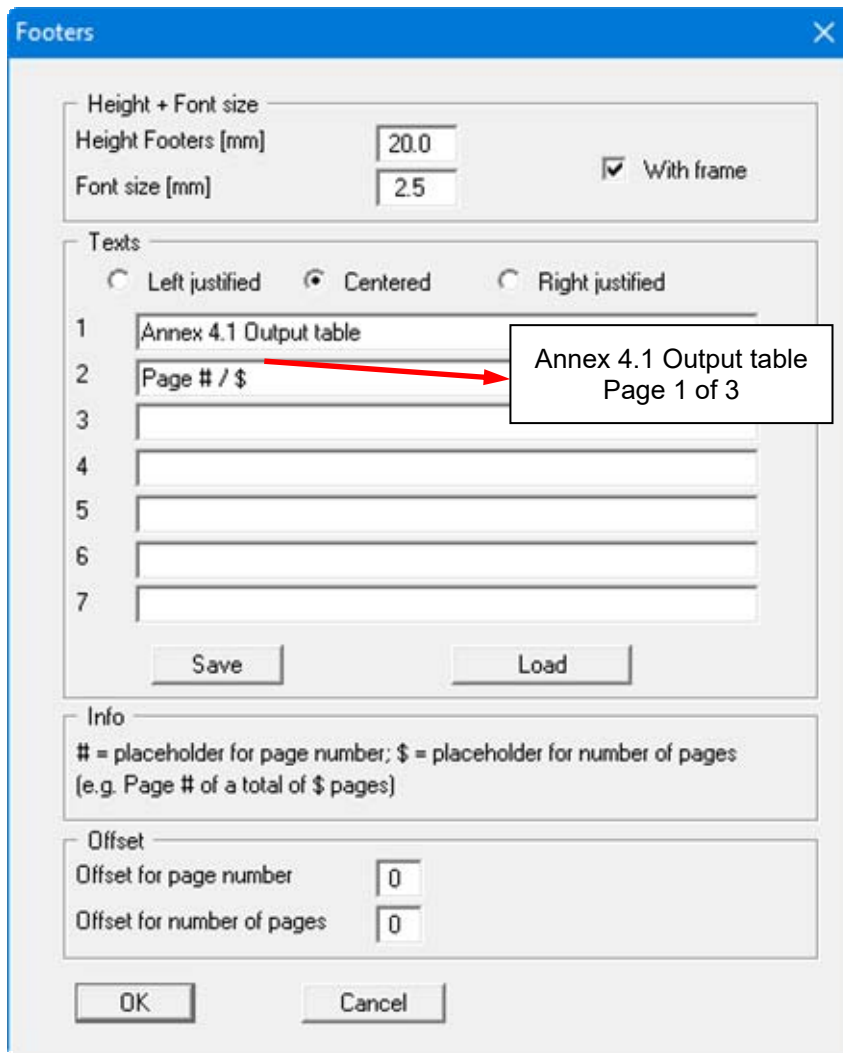 Footers
Height + Font size
Height Footers [mm] 20.0
With frame
Font size [mm] 2.5
Texts
Left justified Centered Right justified
1 Annex 4.1 Output table
2 Page # / $
Annex 4.1 Output table
Page 1 of 3
3
4
5
6
7
Save Load
Info
# = placeholder for page number; $ = placeholder for number of pages
(e.g. Page # of a total of $ pages)
Offset
Offset for page number 0
Offset for number of pages 0
OK Cancel